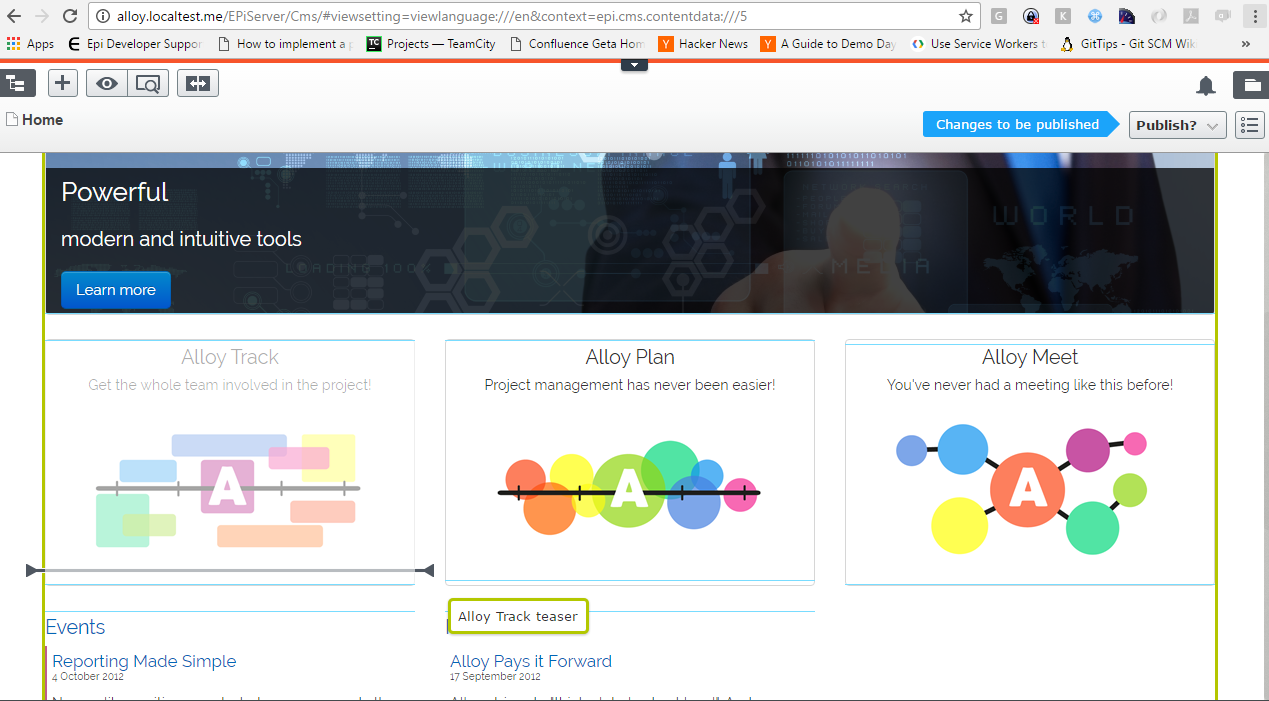 alloy.localtest.me/EPiServer/Cms/#viewsetting=viewlanguage:///en&context=epi.cms.contentdata:///5
Apps Epi Developer Suppor How to implement a p Projects — TeamCity Confluence Geta Hom Hacker News A Guide to Demo Day Use Service Workers t GitTips - Git SCM Wik »
Home
Changes to be published
Publish?
Powerful
modern and intuitive tools
Learn more
LOADING 100%
WORLD
MEDIA
Alloy Track
Get the whole team involved in the project!
A
Alloy Plan
Project management has never been easier!
A
Alloy Meet
You've never had a meeting like this before!
A
Alloy Track teaser
Events
Reporting Made Simple
4 October 2012
Alloy Pays it Forward
17 September 2012